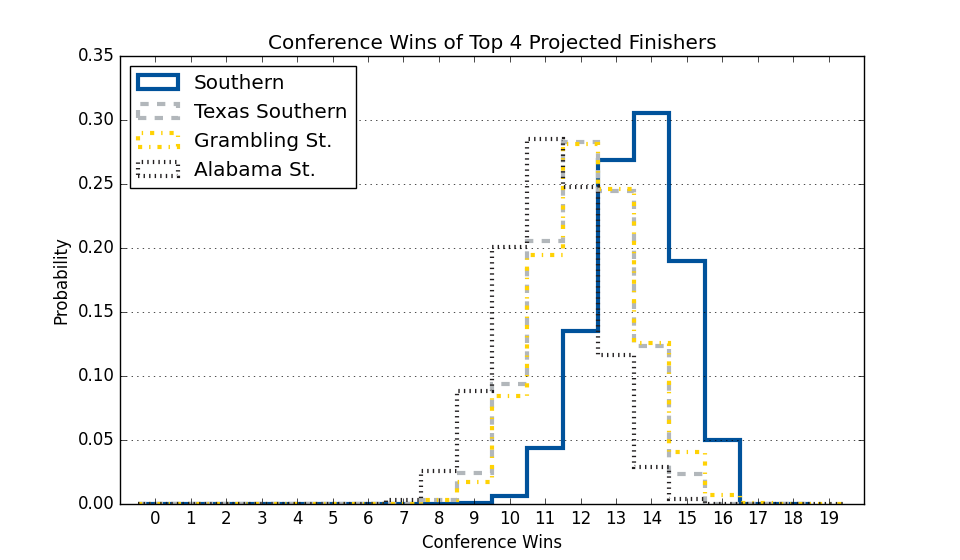 Conference Wins of Top 4 Projected Finishers
0.35
0.30
0.25
0.20
0.15
0.10
0.05
0.00
Probability
Southern
Texas Southern
Grambling St.
Alabama St.
0 1 2 3 4 5 6 7 8 9 10 11 12 13 14 15 16 17 18 19
Conference Wins